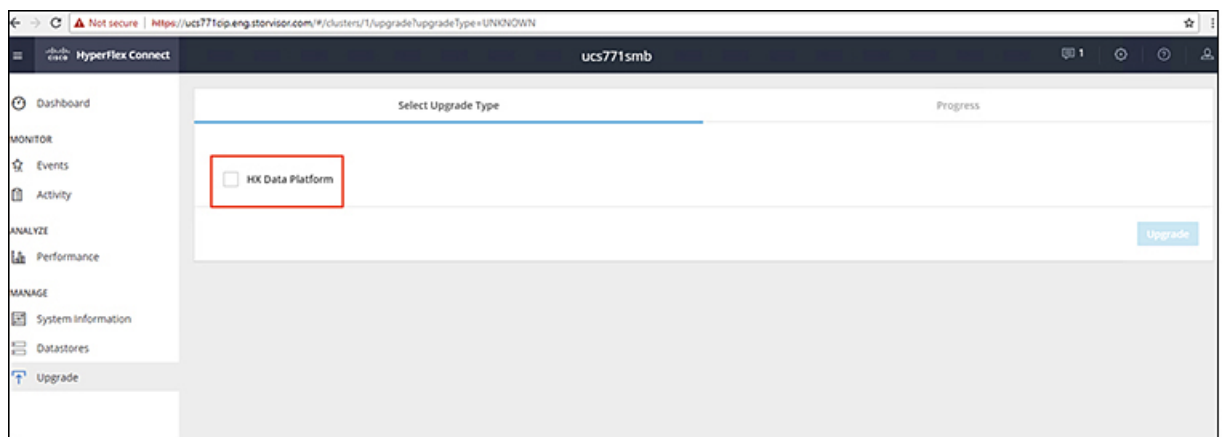 Not secure | https://ucs771cip.eng.storvisor.com/#/clusters/1/upgrade?upgradeType=UNKNOWN
cisco HyperFlex Connect ucs771smb 1
Dashboard
Select Upgrade Type Progress
MONITOR
Events
HX Data Platform
Activity
ANALYZE
Upgrade
Performance
MANAGE
System Information
Datastores
Upgrade